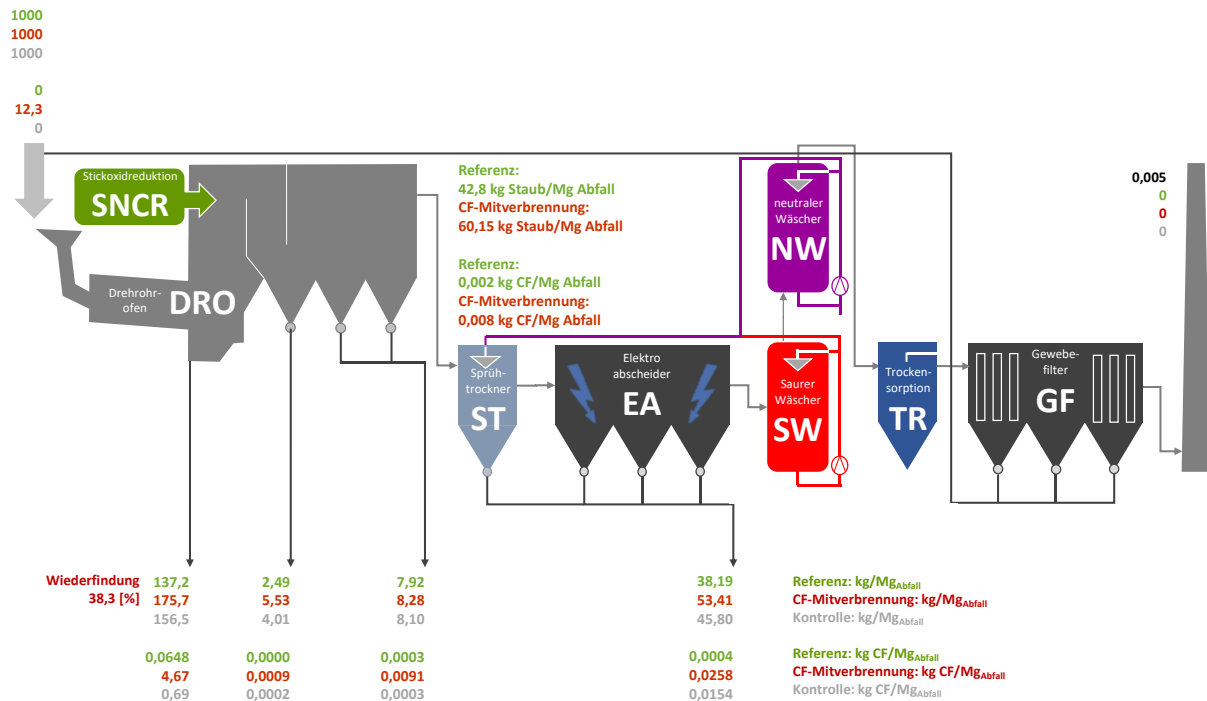 1000
1000
1000
0
12,3
0
Stickoxidreduktion
SNCR
Drehrohr-
ofen
DRO
Referenz:
42,8 kg Staub/Mg Abfall
CF-Mitverbrennung:
60,15 kg Staub/Mg Abfall
Referenz:
0,002 kg CF/Mg Abfall
CF-Mitverbrennung:
0,008 kg CF/Mg Abfall
neutraler
Wäscher
NW
0,005
0
0
0
Sprüh-
trockner
ST
Elektro
abscheider
EA
Saurer
Wäscher
SW
Trocken-
sorption
TR
Gewebe-
filter
GF
Wiederfindung
38,3 [%]
137,2 2,49 7,92 38,19 Referenz: kg/MgAbfall
175,7 5,53 8,28 53,41 CF-Mitverbrennung: kg/MgAbfall
156,5 4,01 8,10 45,80 Kontrolle: kg/MgAbfall
0,0648 0,0000 0,0003 0,0004 Referenz: kg CF/MgAbfall
4,67 0,0009 0,0091 0,0258 CF-Mitverbrennung: kg CF/MgAbfall
0,69 0,0002 0,0003 0,0154 Kontrolle: kg CF/MgAbfall